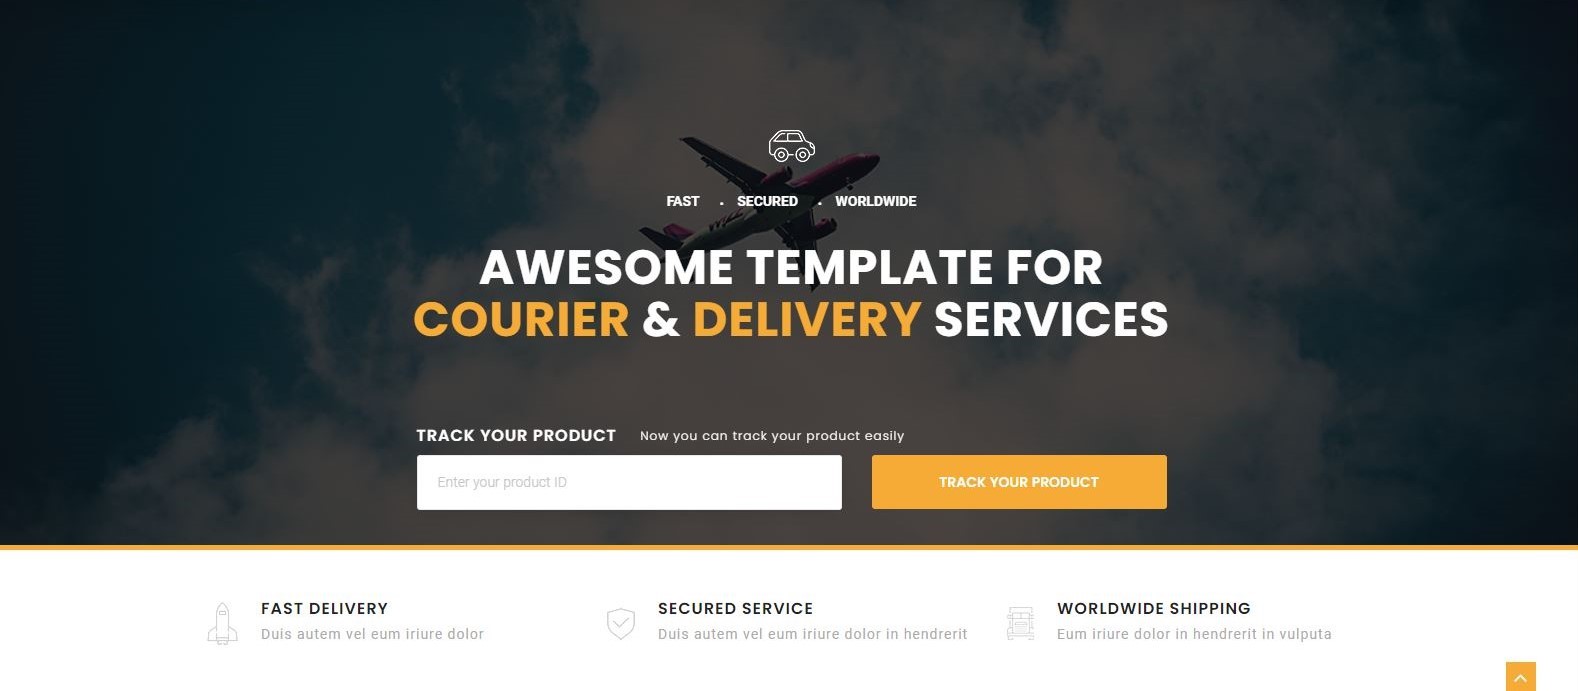 FAST . SECURED . WORLDWIDE
AWESOME TEMPLATE FOR
COURIER & DELIVERY SERVICES
TRACK YOUR PRODUCT Now you can track your product easily
Enter your product ID
TRACK YOUR PRODUCT
FAST DELIVERY
Duis autem vel eum iriure dolor
SECURED SERVICE
Duis autem vel eum iriure dolor in hendrerit
WORLDWIDE SHIPPING
Eum iriure dolor in hendrerit in vulputa